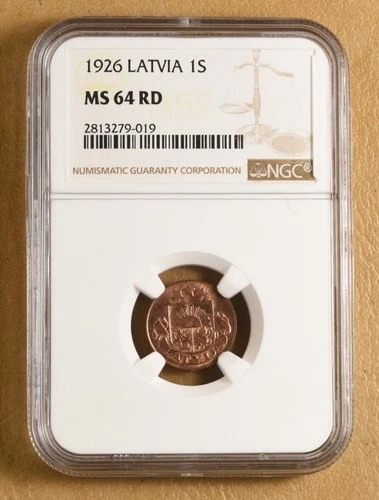 1926 LATVIA 1S
MS 64 RD
2813279-019
NUMISMATIC GUARANTY CORPORATION
NGC®